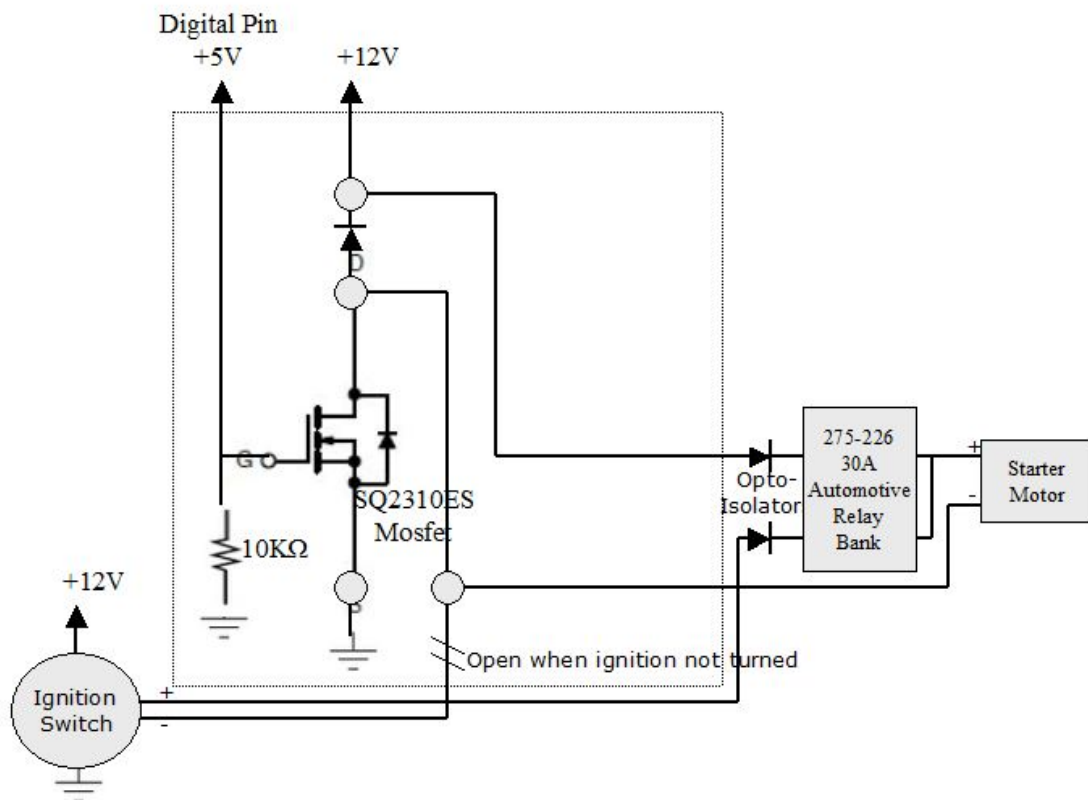 Digital Pin
+5V
+12V
D
G
SQ2310ES
Mosfet
10KΩ
S
+12V
Ignition
Switch
+
-
Open when ignition not turned
Opto-
Isolator
275-226
30A
Automotive
Relay
Bank
+
-
Starter
Motor